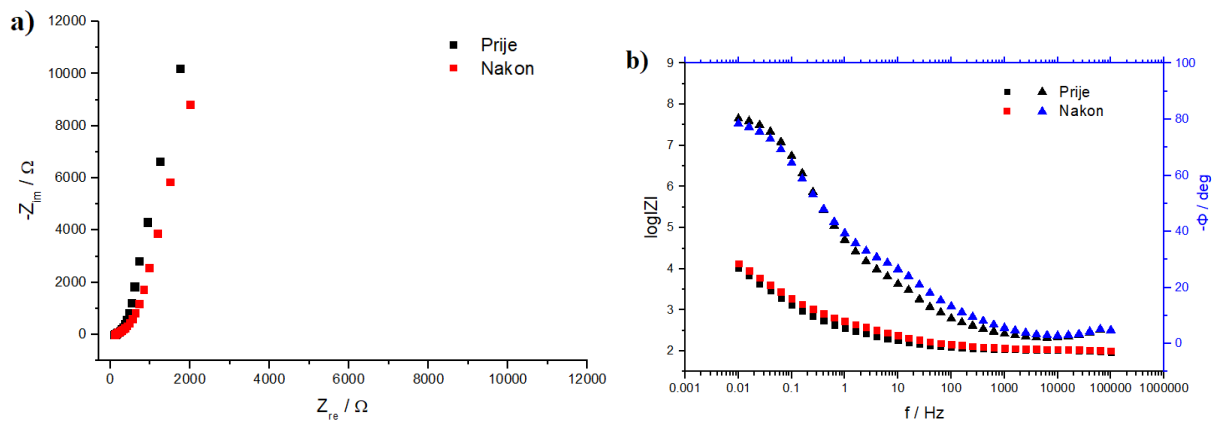 a)
12000
10000
8000
6000
4000
2000
0
-Z_im / Ω
0 2000 4000 6000 8000 10000 12000
Z_re / Ω
Prije
Nakon
b)
9
8
7
6
5
4
3
2
log|Z|
0.001 0.01 0.1 1 10 100 1000 10000 100000 1000000
f / Hz
100
80
60
40
20
0
-Φ / deg
Prije
Nakon